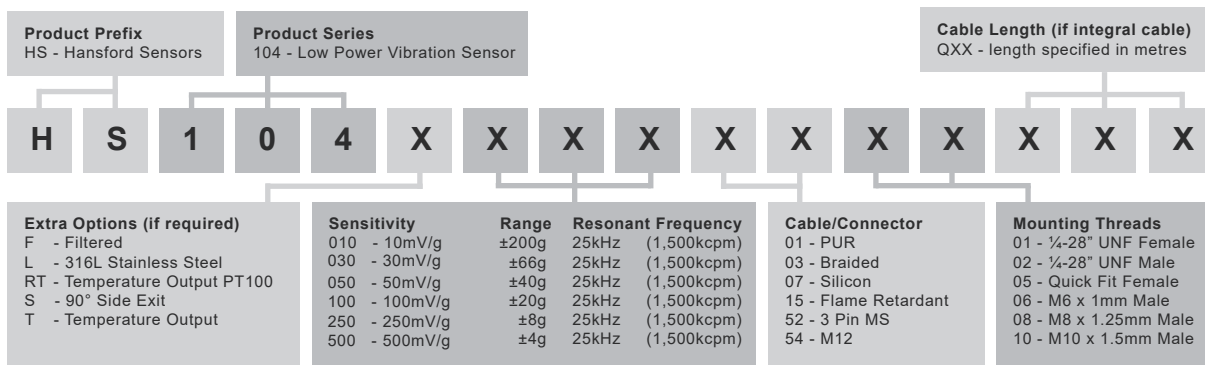 Product Prefix
HS - Hansford Sensors
Product Series
104 - Low Power Vibration Sensor
Cable Length (if integral cable)
QXX - length specified in metres
H S 1 0 4 X X X X X X X X X X X
Extra Options (if required)
F - Filtered
L - 316L Stainless Steel
RT - Temperature Output PT100
S - 90° Side Exit
T - Temperature Output
Sensitivity Range Resonant Frequency
010 - 10mV/g ±200g 25kHz (1,500kcpm)
030 - 30mV/g ±66g 25kHz (1,500kcpm)
050 - 50mV/g ±40g 25kHz (1,500kcpm)
100 - 100mV/g ±20g 25kHz (1,500kcpm)
250 - 250mV/g ±8g 25kHz (1,500kcpm)
500 - 500mV/g ±4g 25kHz (1,500kcpm)
Cable/Connector
01 - PUR
03 - Braided
07 - Silicon
15 - Flame Retardant
52 - 3 Pin MS
54 - M12
Mounting Threads
01 - ¼-28” UNF Female
02 - ¼-28” UNF Male
05 - Quick Fit Female
06 - M6 x 1mm Male
08 - M8 x 1.25mm Male
10 - M10 x 1.5mm Male